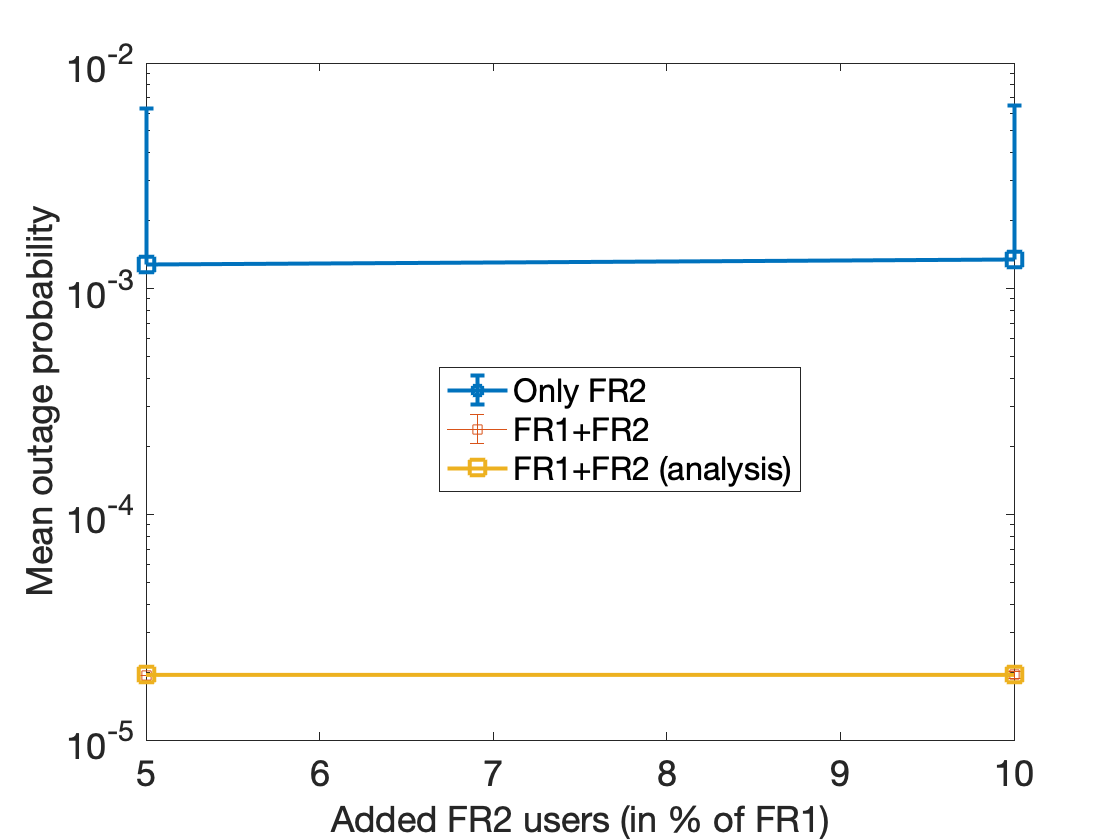 Mean outage probability
10^-2
10^-3
10^-4
10^-5
Only FR2
FR1+FR2
FR1+FR2 (analysis)
5 6 7 8 9 10
Added FR2 users (in % of FR1)